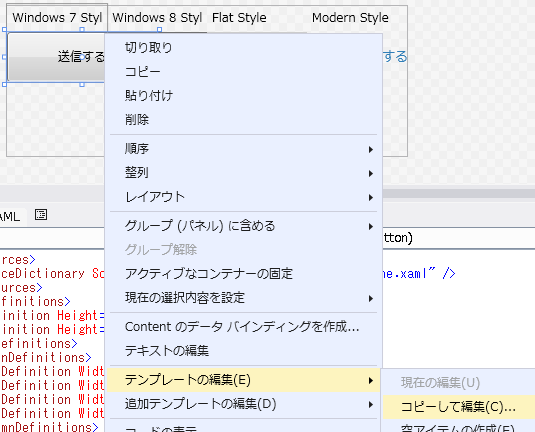 Windows 7 Styl Windows 8 Styl Flat Style Modern Style
送信する する
切り取り
コピー
貼り付け
削除
順序
整列
レイアウト
グループ (パネル) に含める
グループ解除
アクティブなコンテナーの固定
現在の選択内容を設定
Content のデータ バインディングを作成...
テキストの編集
テンプレートの編集(E)
追加テンプレートの編集(D)
コードの表示
現在の編集(U)
コピーして編集(C)...
空アイテムの作成(E)
AML
tton)
rces>
ceDictionary So ne.xaml" />
urces>
finitions>
inition Height=
inition Height=
efinitions>
nDefinitions>
Definition Widt
Definition Widt
Definition Widt
Definition Widt
mnDefinitions>